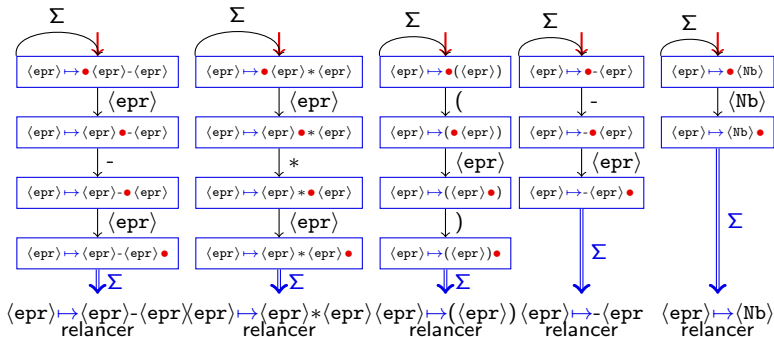 Σ Σ Σ Σ Σ
⟨epr⟩↦●⟨epr⟩-⟨epr⟩ ⟨epr⟩↦●⟨epr⟩*⟨epr⟩ ⟨epr⟩↦●(⟨epr⟩) ⟨epr⟩↦●-⟨epr⟩ ⟨epr⟩↦●⟨Nb⟩
⟨epr⟩ ⟨epr⟩ ( - ⟨Nb⟩
⟨epr⟩↦⟨epr⟩●-⟨epr⟩ ⟨epr⟩↦⟨epr⟩●*⟨epr⟩ ⟨epr⟩↦(●⟨epr⟩) ⟨epr⟩↦-●⟨epr⟩ ⟨epr⟩↦⟨Nb⟩●
- * ⟨epr⟩ ⟨epr⟩
⟨epr⟩↦⟨epr⟩-●⟨epr⟩ ⟨epr⟩↦⟨epr⟩*●⟨epr⟩ ⟨epr⟩↦(⟨epr⟩●) ⟨epr⟩↦-⟨epr⟩●
⟨epr⟩ ⟨epr⟩ ) Σ Σ
⟨epr⟩↦⟨epr⟩-⟨epr⟩● ⟨epr⟩↦⟨epr⟩*⟨epr⟩● ⟨epr⟩↦(⟨epr⟩)●
Σ Σ Σ
⟨epr⟩↦⟨epr⟩-⟨epr⟩ ⟨epr⟩↦⟨epr⟩*⟨epr⟩ ⟨epr⟩↦(⟨epr⟩) ⟨epr⟩↦-⟨epr ⟨epr⟩↦⟨Nb⟩
relancer relancer relancer relancer relancer